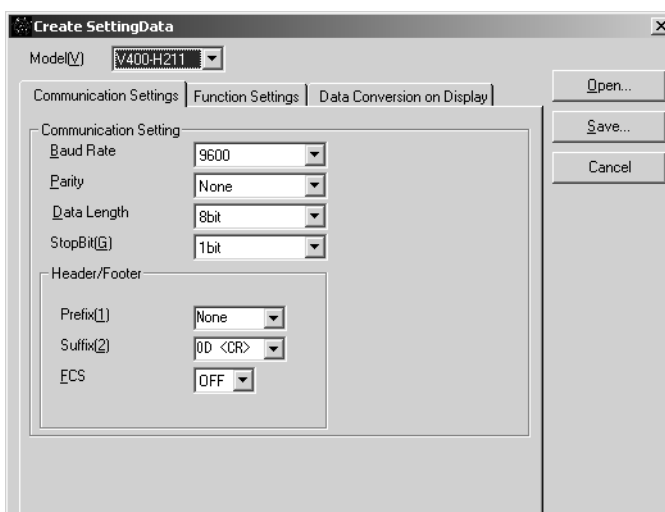 Create SettingData
Model(V) V400-H211
Communication Settings Function Settings Data Conversion on Display
Open...
Save...
Cancel
Communication Setting
Baud Rate 9600
Parity None
Data Length 8bit
StopBit(G) 1bit
Header/Footer
Prefix(1) None
Suffix(2) 0D <CR>
FCS OFF